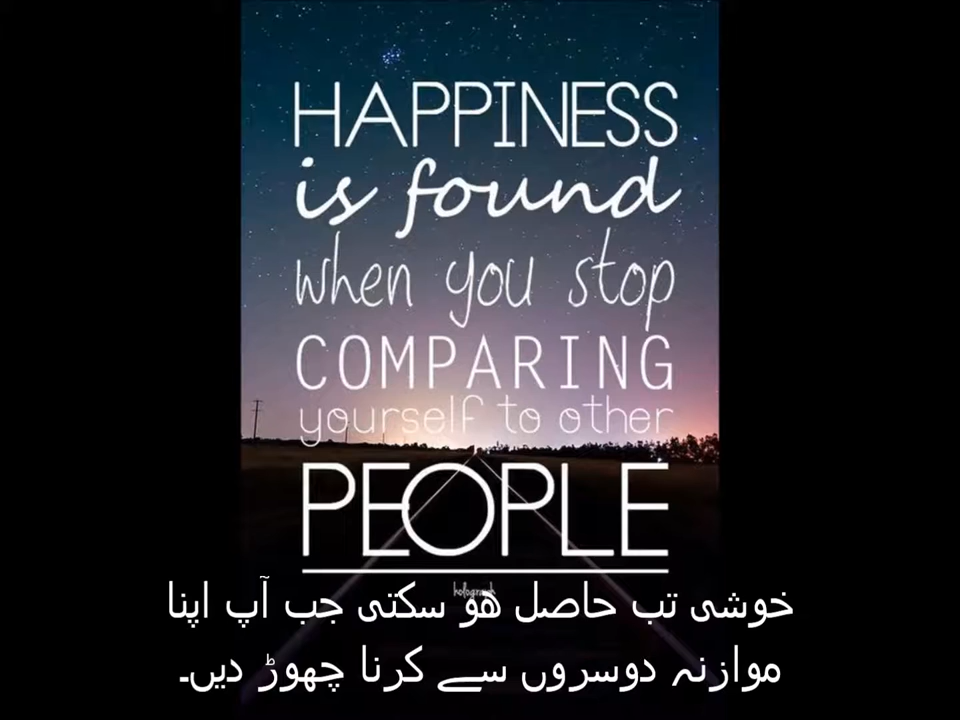 HAPPINESS
is found
when you stop
COMPARING
yourself to other
PEOPLE
خوشی تب حاصل ھو سکتی جب آپ اپنا
موازنہ دوسروں سے کرنا چھوڑ دیں۔